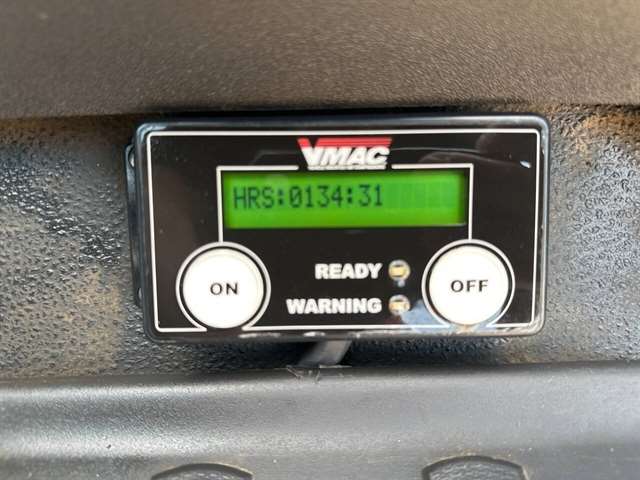 VMAC
HRS:0134:31
READY
ON
OFF
WARNING